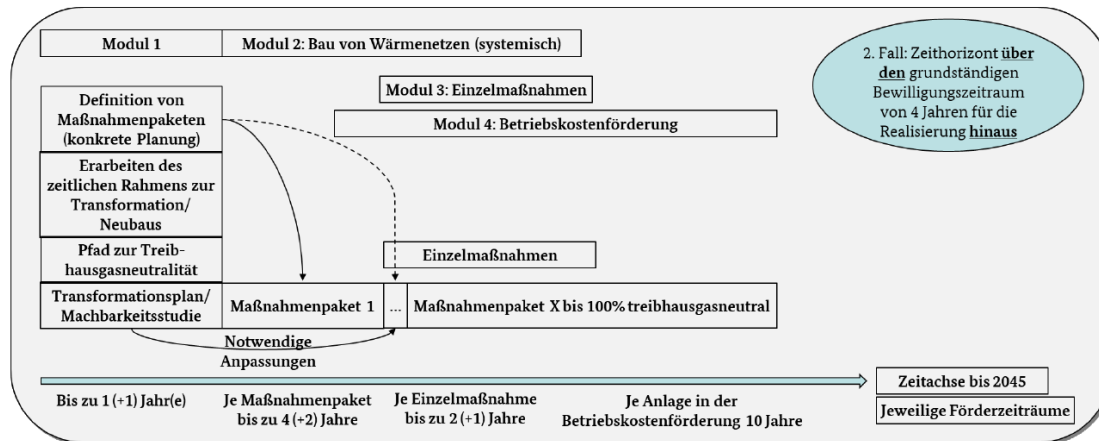 Modul 1
Modul 2: Bau von Wärmenetzen (systemisch)
2. Fall: Zeithorizont über
den grundständigen
Bewilligungszeitraum
von 4 Jahren für die
Realisierung hinaus
Modul 3: Einzelmaßnahmen
Modul 4: Betriebskostenförderung
Definition von
Maßnahmenpaketen
(konkrete Planung)
Erarbeiten des
zeitlichen Rahmens zur
Transformation/
Neubaus
Pfad zur Treib-
hausgasneutralität
Einzelmaßnahmen
Transformationsplan/
Machbarkeitsstudie
Maßnahmenpaket 1
...
Maßnahmenpaket X bis 100% treibhausgasneutral
Notwendige
Anpassungen
Zeitachse bis 2045
Bis zu 1 (+1) Jahr(e)
Je Maßnahmenpaket
bis zu 4 (+2) Jahre
Je Einzelmaßnahme
bis zu 2 (+1) Jahre
Je Anlage in der
Betriebskostenförderung 10 Jahre
Jeweilige Förderzeiträume